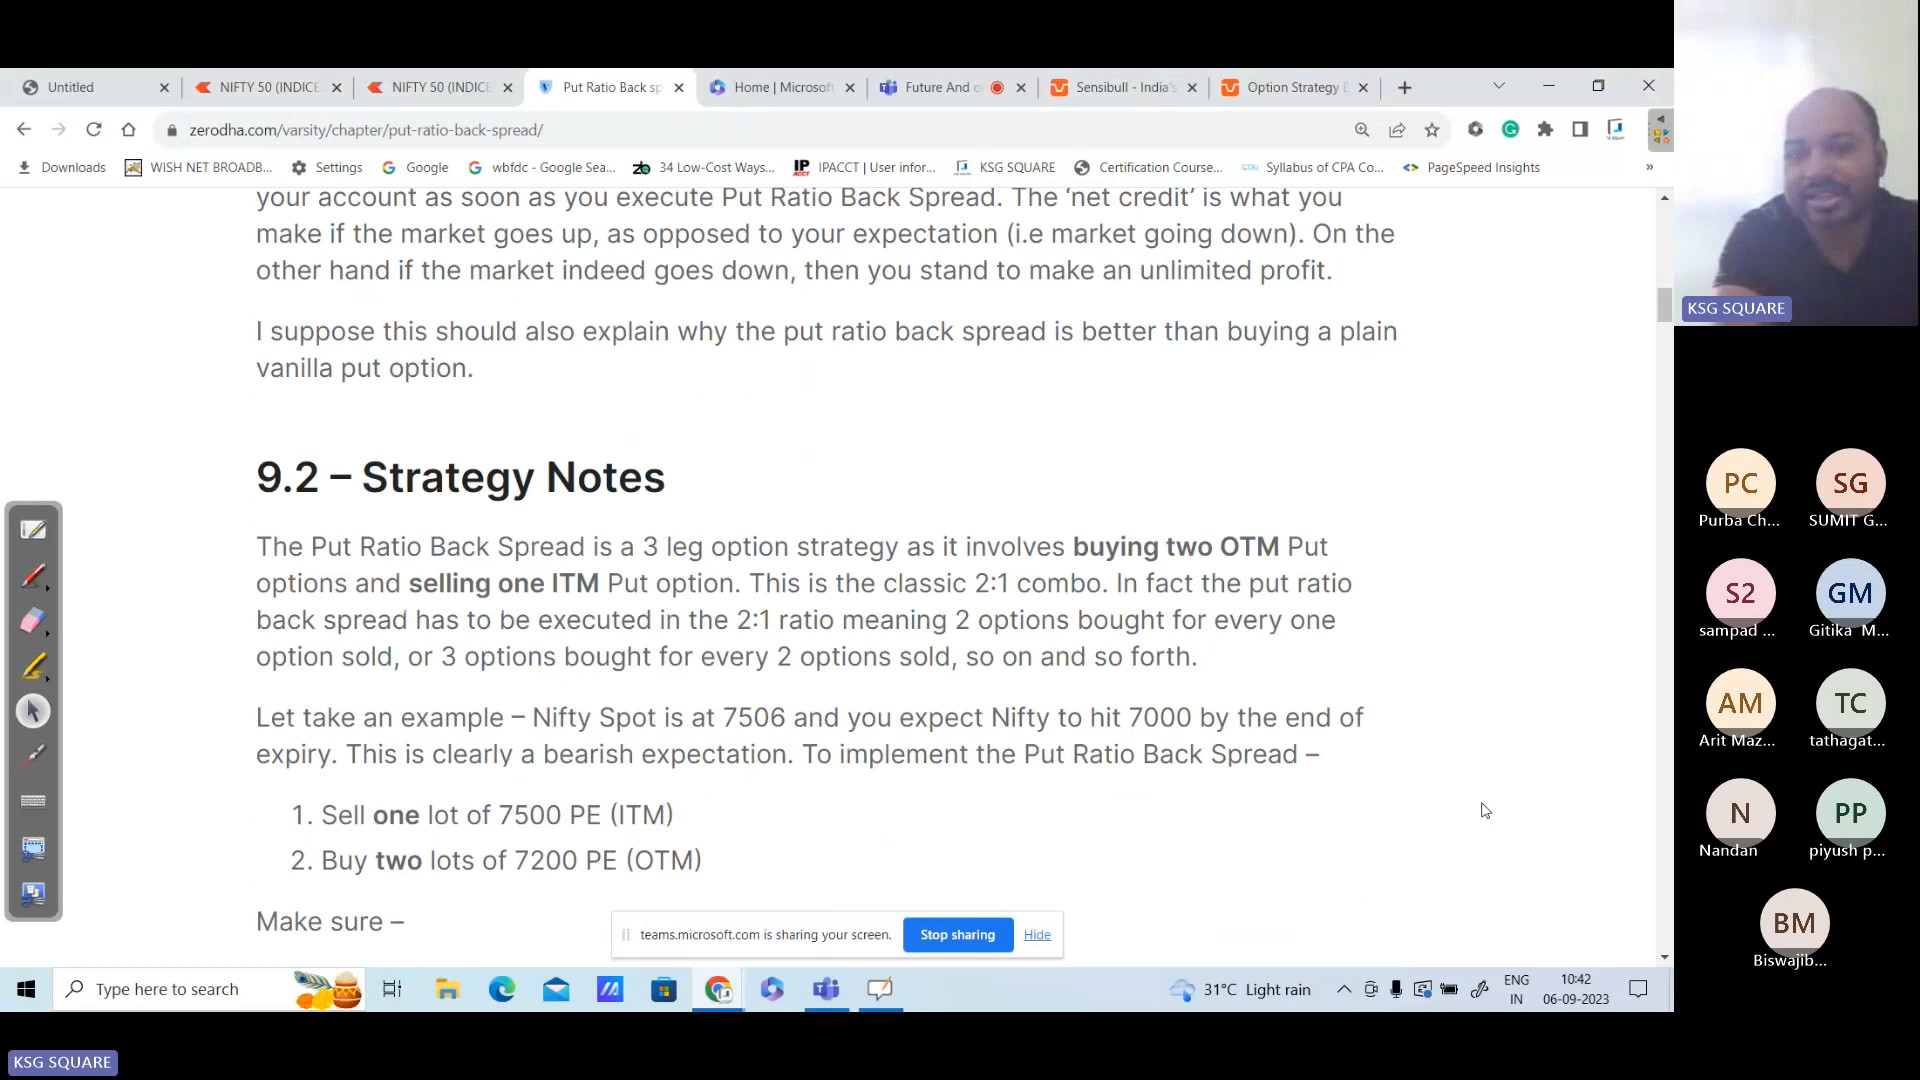 Untitled
NIFTY 50 (INDICE
NIFTY 50 (INDICE
Put Ratio Back sp
Home | Microsoft
Future And o
Sensibull - India's
Option Strategy B
zerodha.com/varsity/chapter/put-ratio-back-spread/
Downloads
WISH NET BROADB...
Settings
Google
wbfdc - Google Sea...
34 Low-Cost Ways...
IPACCT | User infor...
KSG SQUARE
Certification Course...
Syllabus of CPA Co...
PageSpeed Insights
»
your account as soon as you execute Put Ratio Back Spread. The ‘net credit’ is what you
make if the market goes up, as opposed to your expectation (i.e market going down). On the
other hand if the market indeed goes down, then you stand to make an unlimited profit.
I suppose this should also explain why the put ratio back spread is better than buying a plain
vanilla put option.
9.2 – Strategy Notes
The Put Ratio Back Spread is a 3 leg option strategy as it involves buying two OTM Put
options and selling one ITM Put option. This is the classic 2:1 combo. In fact the put ratio
back spread has to be executed in the 2:1 ratio meaning 2 options bought for every one
option sold, or 3 options bought for every 2 options sold, so on and so forth.
Let take an example – Nifty Spot is at 7506 and you expect Nifty to hit 7000 by the end of
expiry. This is clearly a bearish expectation. To implement the Put Ratio Back Spread –
1. Sell one lot of 7500 PE (ITM)
2. Buy two lots of 7200 PE (OTM)
Make sure –
teams.microsoft.com is sharing your screen.
Stop sharing
Hide
Type here to search
31°C Light rain
ENG
IN
10:42
06-09-2023
KSG SQUARE
PC
Purba Ch...
SG
SUMIT G...
S2
sampad ...
GM
Gitika M...
AM
Arit Maz...
TC
tathagat...
N
Nandan
PP
piyush p...
BM
Biswajib...
KSG SQUARE